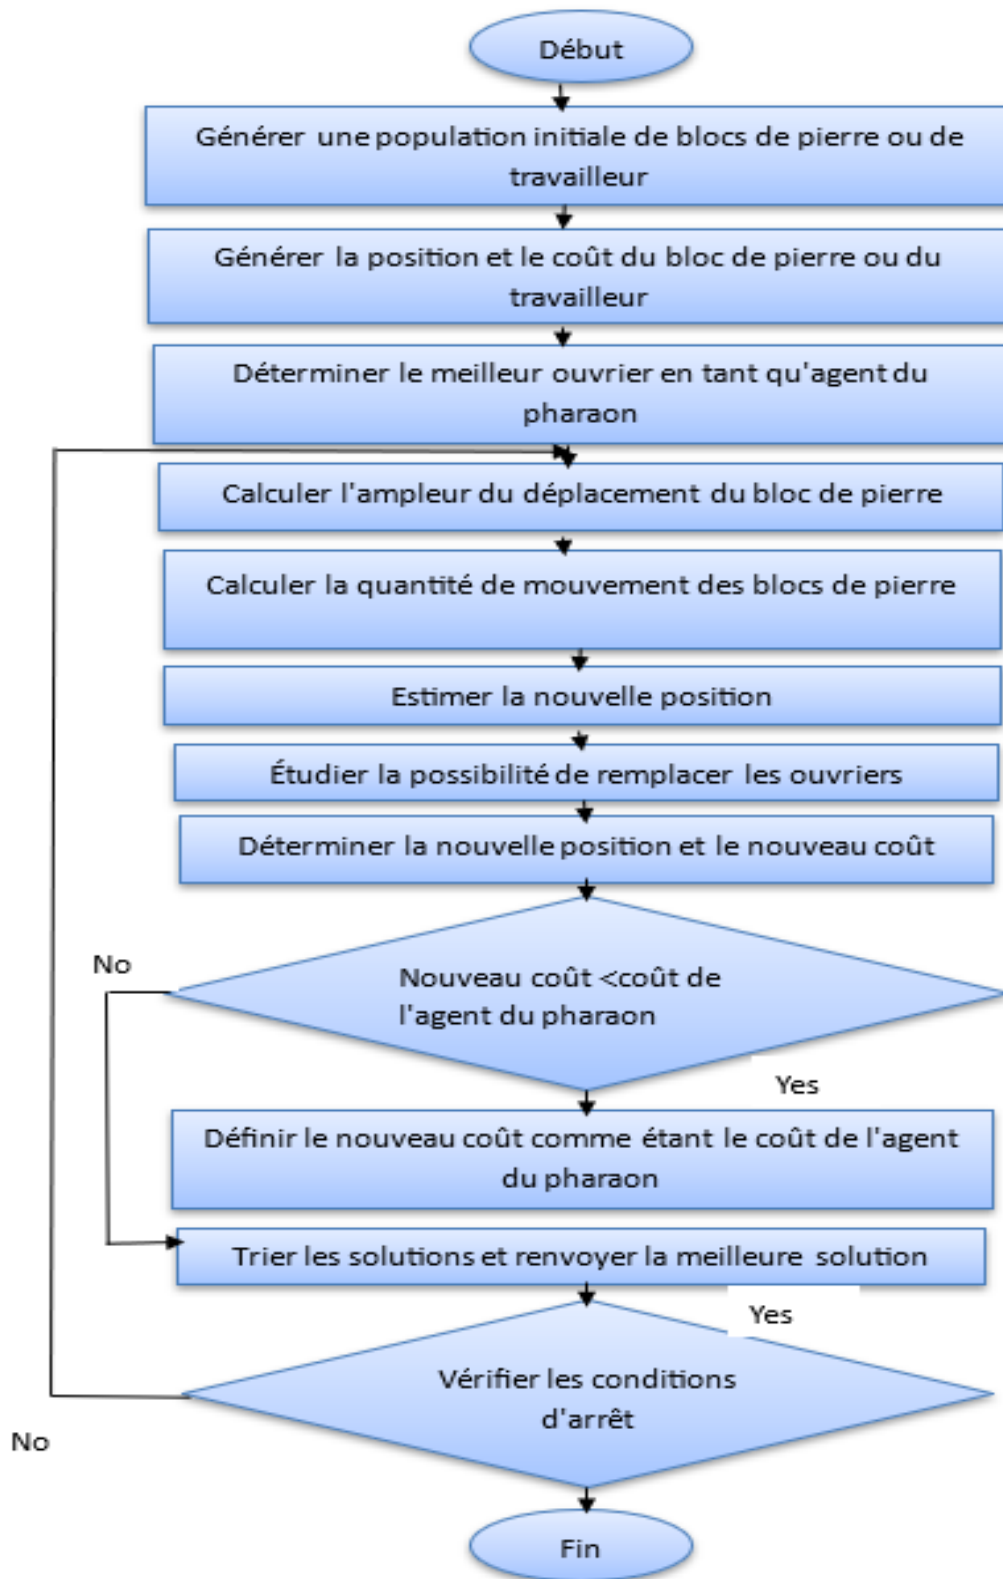 Début
Générer une population initiale de blocs de pierre ou de
travailleur
Générer la position et le coût du bloc de pierre ou du
travailleur
Déterminer le meilleur ouvrier en tant qu'agent du
pharaon
Calculer l'ampleur du déplacement du bloc de pierre
Calculer la quantité de mouvement des blocs de pierre
Estimer la nouvelle position
Étudier la possibilité de remplacer les ouvriers
Déterminer la nouvelle position et le nouveau coût
No
Nouveau coût <coût de
l'agent du pharaon
Yes
Définir le nouveau coût comme étant le coût de l'agent
du pharaon
Trier les solutions et renvoyer la meilleure solution
Yes
Vérifier les conditions
d'arrêt
No
Fin